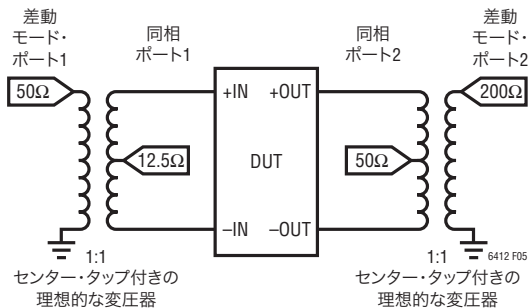 差動
モード・
ポート1
同相
ポート1
同相
ポート2
差動
モード・
ポート2
50Ω
+IN +OUT
200Ω
12.5Ω
DUT
50Ω
–IN –OUT
1:1
センター・タップ付きの
理想的な変圧器
1:1
センター・タップ付きの
理想的な変圧器
6412 F05